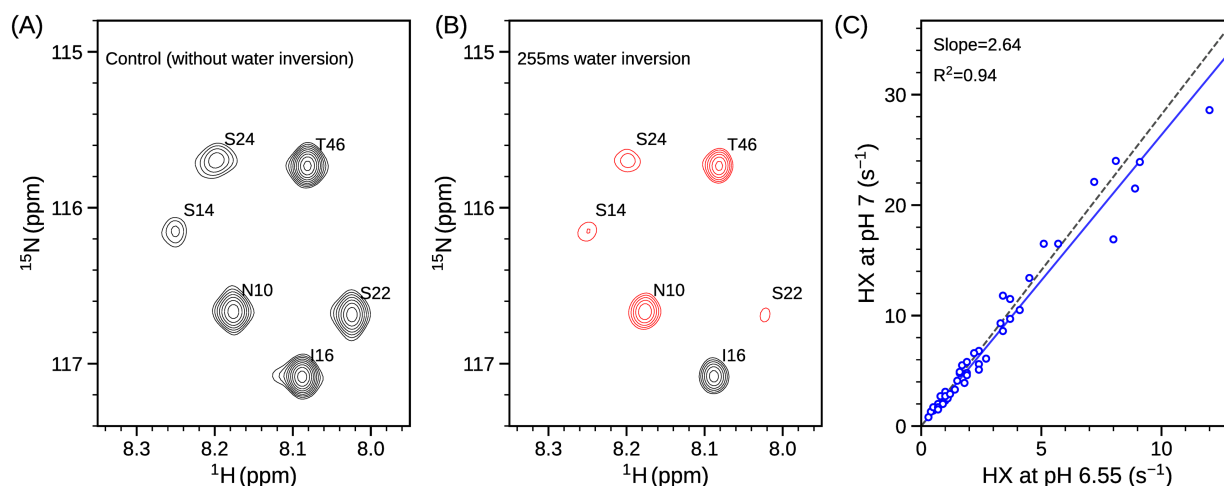 (A)
Control (without water inversion)
115
116
117
8.3
8.2
8.1
8.0
¹⁵N (ppm)
¹H (ppm)
S24
T46
S14
N10
S22
I16
(B)
255ms water inversion
115
116
117
8.3
8.2
8.1
8.0
¹⁵N (ppm)
¹H (ppm)
S24
T46
S14
N10
S22
I16
(C)
Slope=2.64
R²=0.94
30
20
10
0
0
5
10
HX at pH 7 (s⁻¹)
HX at pH 6.55 (s⁻¹)